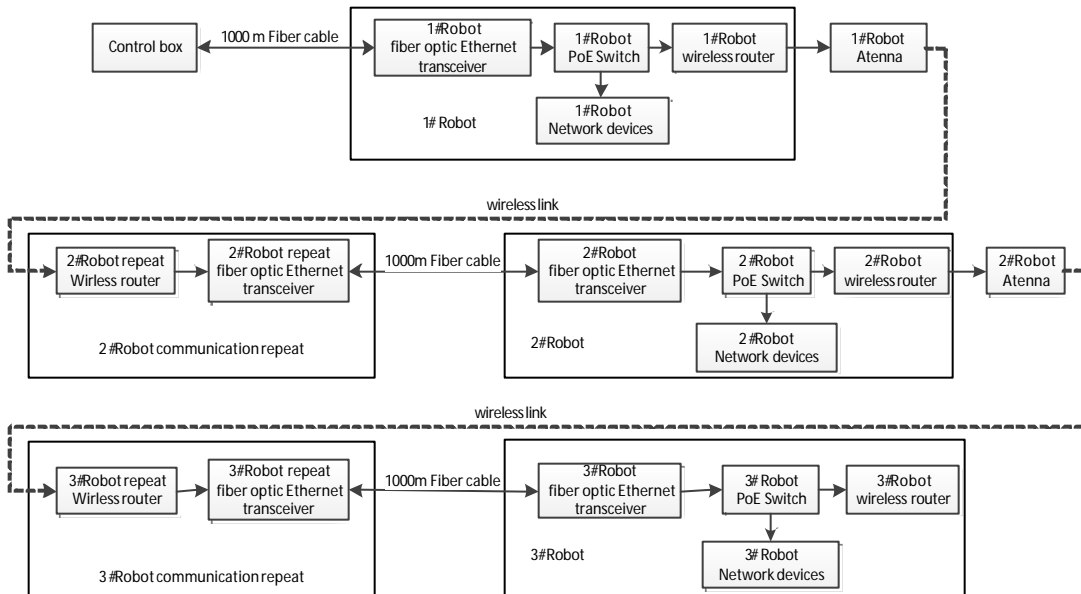 Control box
1000 m Fiber cable
1#Robot
fiber optic Ethernet
transceiver
1#Robot
PoE Switch
1#Robot
wireless router
1#Robot
Atenna
1#Robot
Network devices
1# Robot
wireless link
2#Robot repeat
Wirless router
2#Robot repeat
fiber optic Ethernet
transceiver
1000m Fiber cable
2#Robot
fiber optic Ethernet
transceiver
2#Robot
PoE Switch
2#Robot
wireless router
2#Robot
Atenna
2#Robot
Network devices
2#Robot communication repeat
2#Robot
wireless link
3#Robot repeat
Wirless router
3#Robot repeat
fiber optic Ethernet
transceiver
1000m Fiber cable
3#Robot
fiber optic Ethernet
transceiver
3# Robot
PoE Switch
3#Robot
wireless router
3# Robot
Network devices
3#Robot communication repeat
3#Robot